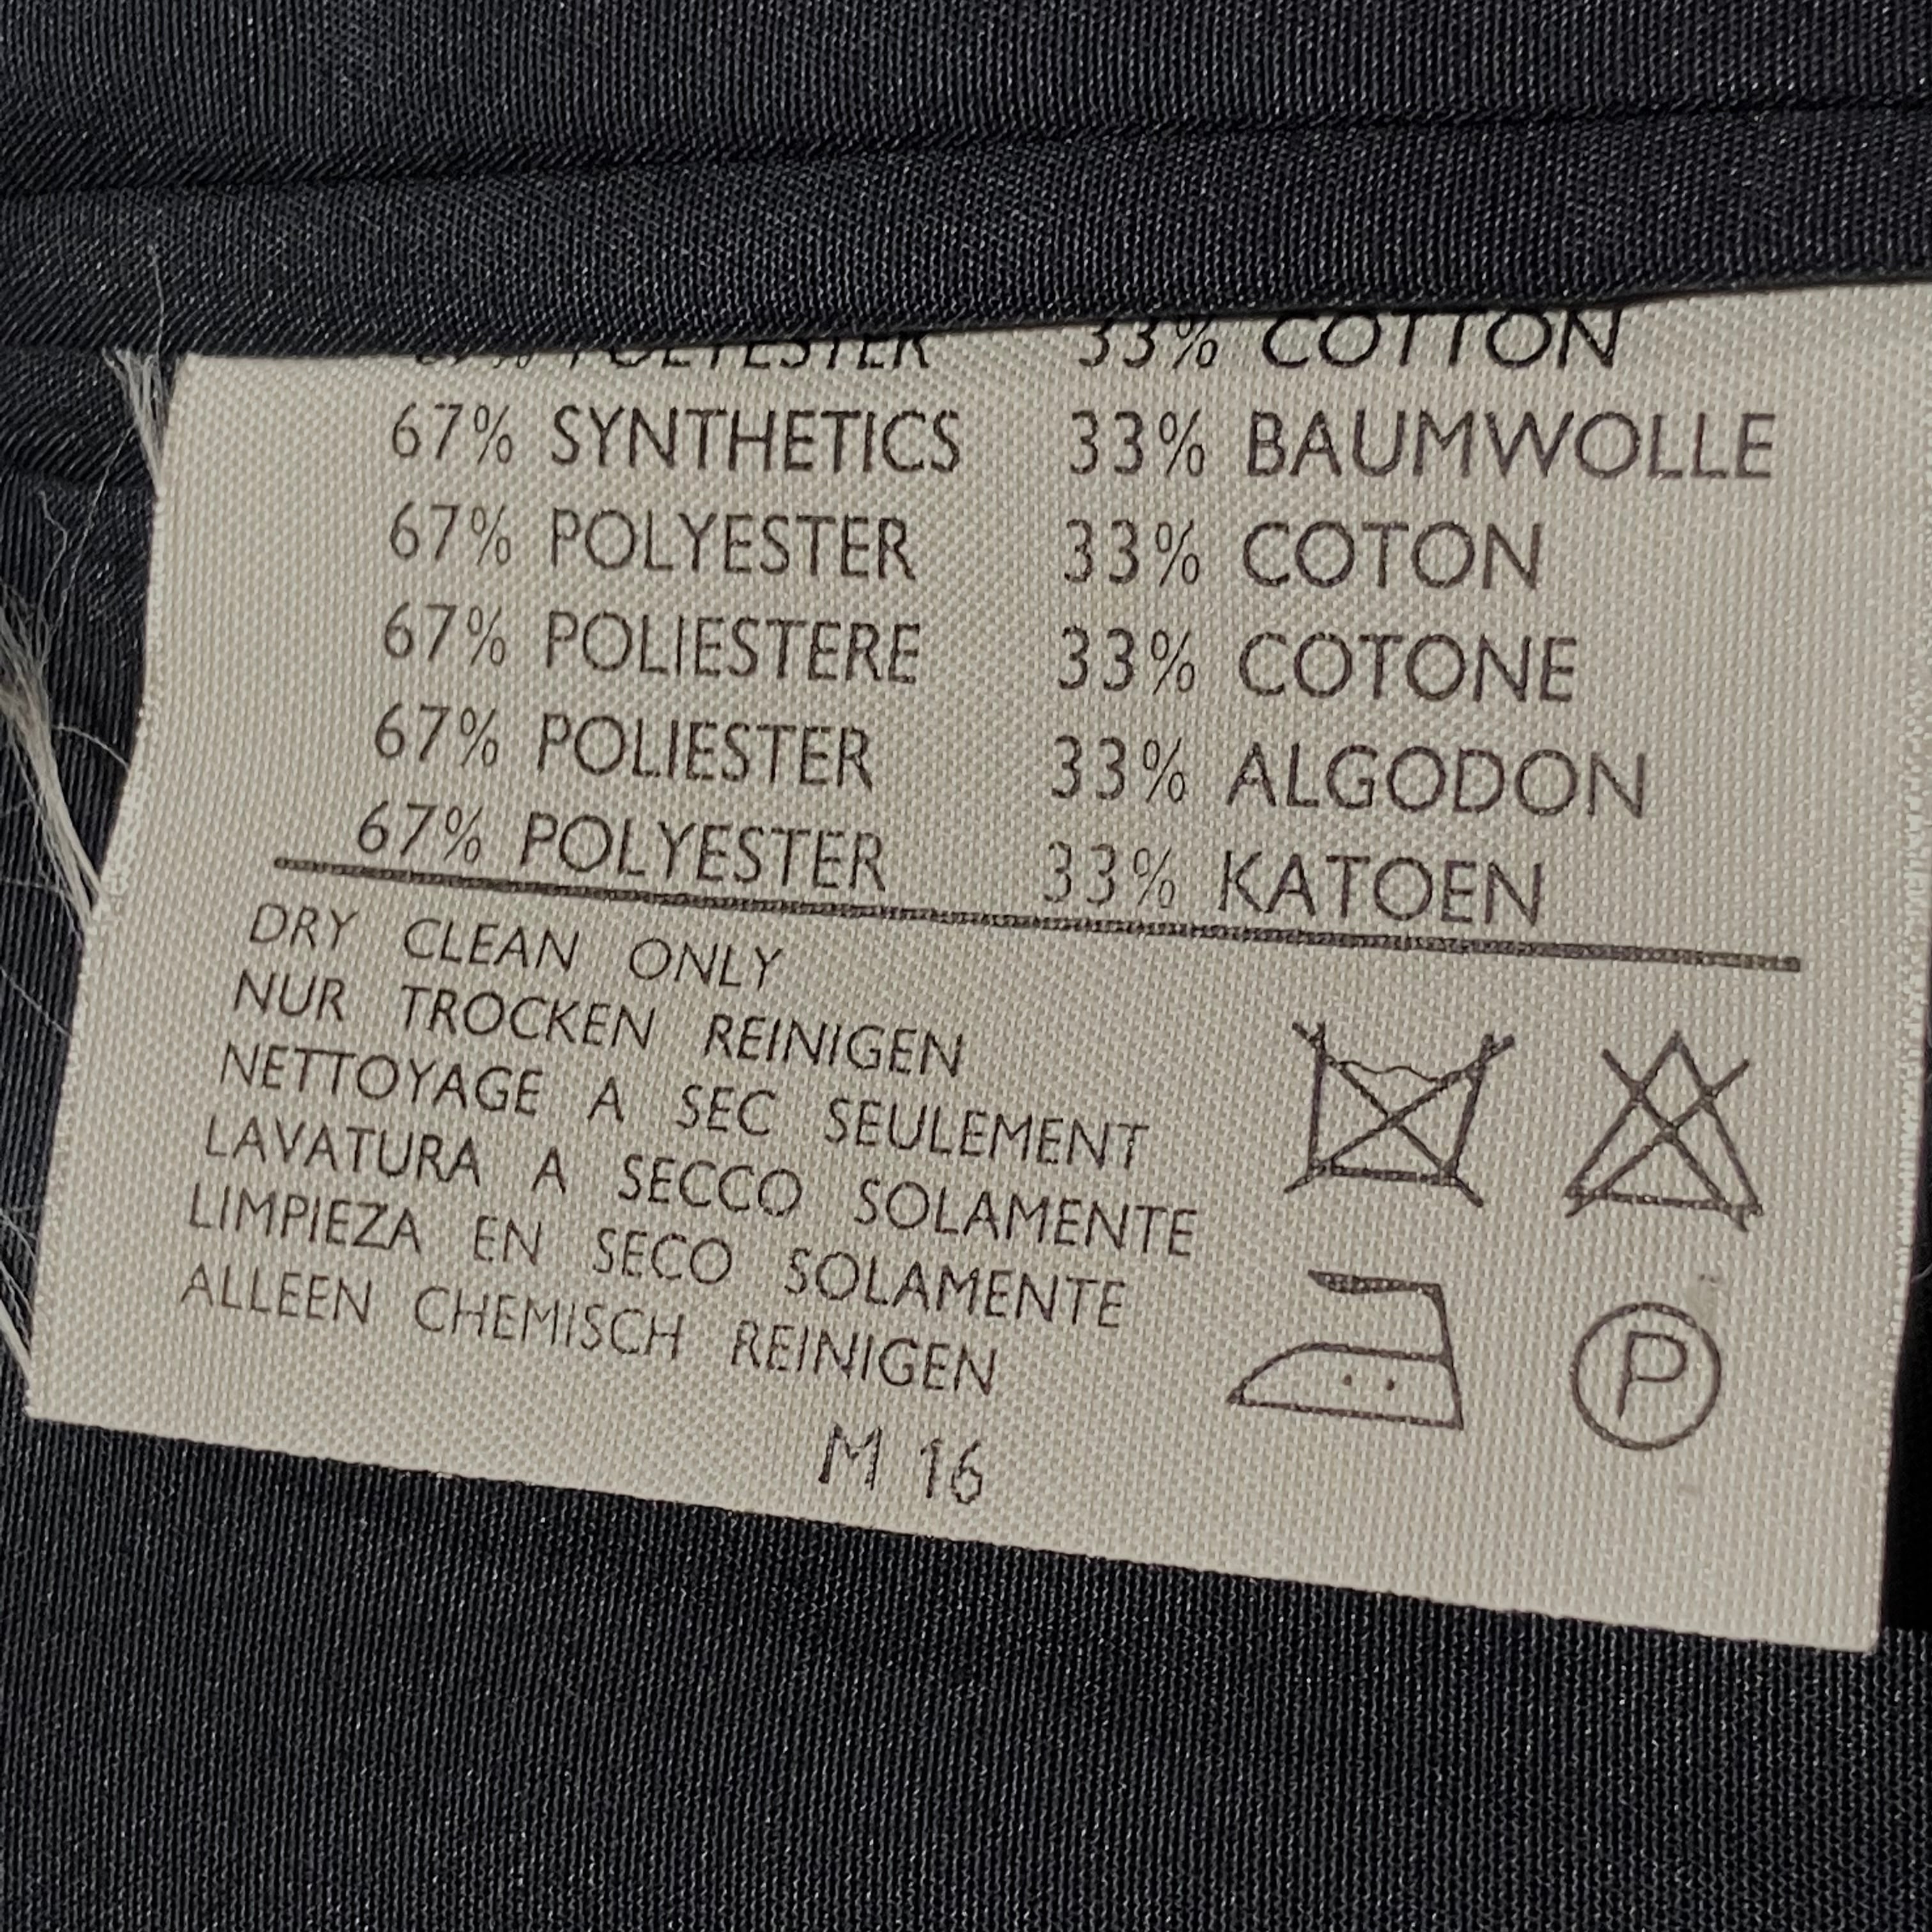 67% POLYESTER 33% COTTON
67% SYNTHETICS 33% BAUMWOLLE
67% POLYESTER 33% COTON
67% POLIESTERE 33% COTONE
67% POLIESTER 33% ALGODON
67% POLYESTER 33% KATOEN
DRY CLEAN ONLY
NUR TROCKEN REINIGEN
NETTOYAGE A SEC SEULEMENT
LAVATURA A SECCO SOLAMENTE
LIMPIEZA EN SECO SOLAMENTE
ALLEEN CHEMISCH REINIGEN
P
M 16